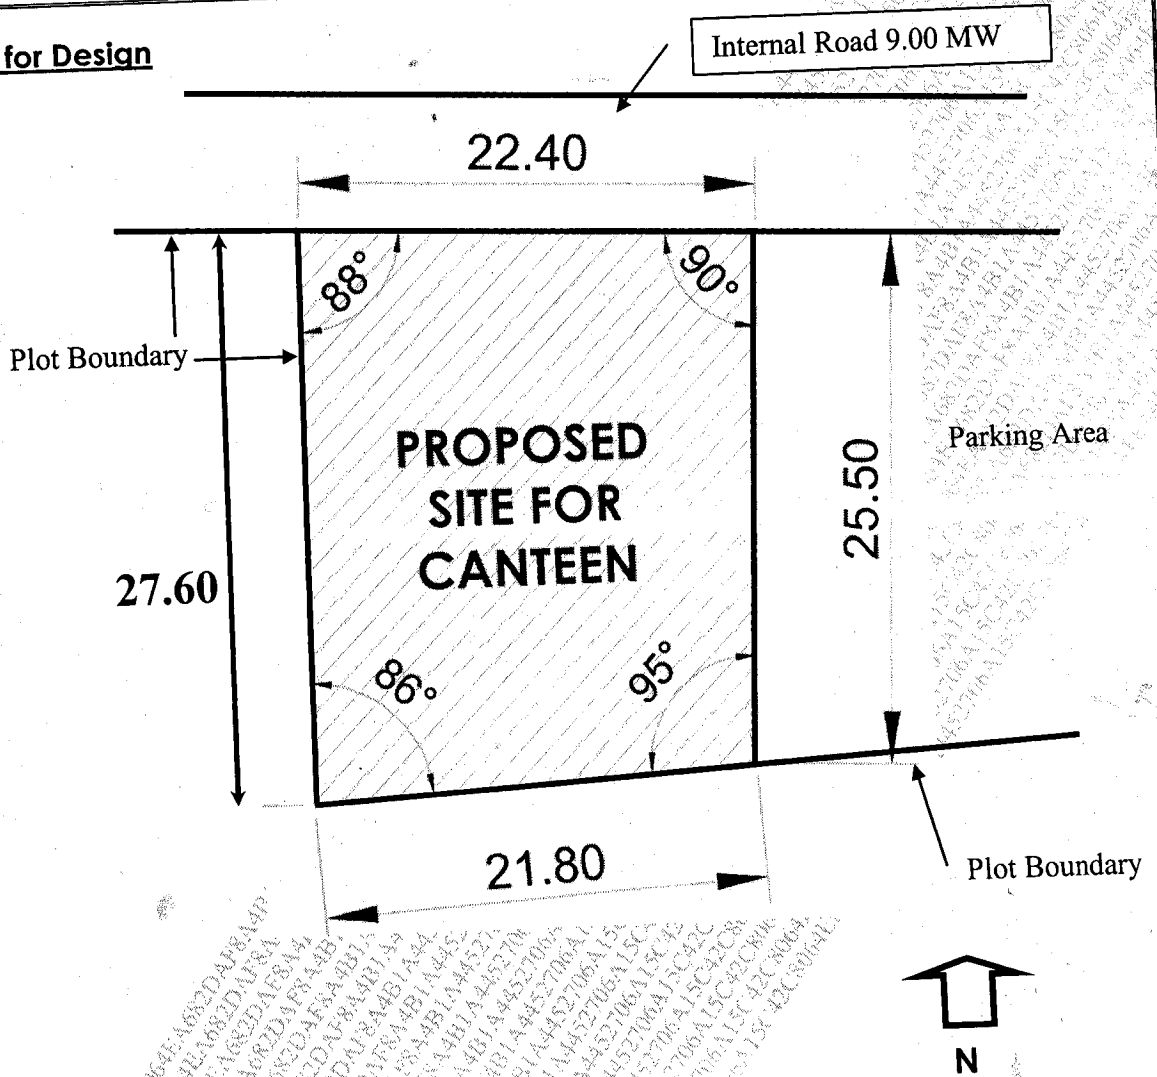 for Design
Internal Road 9.00 MW
22.40
88°
90°
Plot Boundary
PROPOSED
SITE FOR
CANTEEN
Parking Area
25.50
27.60
86°
95°
21.80
Plot Boundary
N